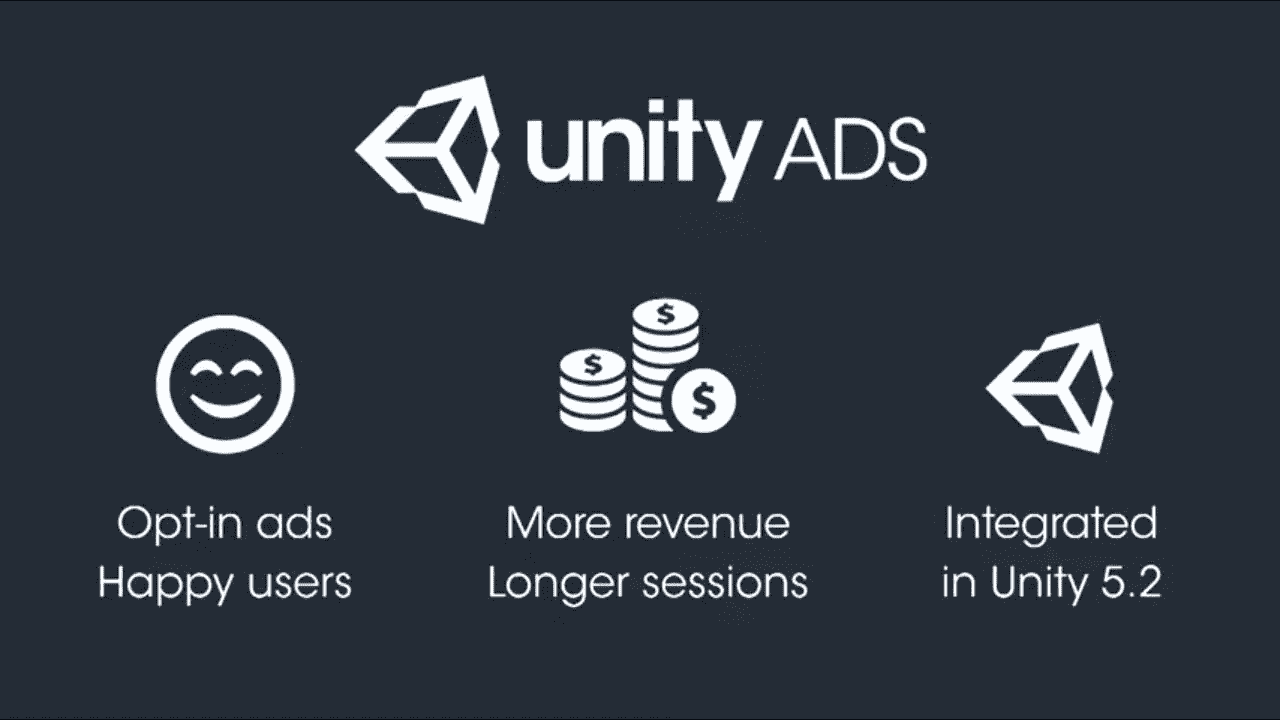 unity ADS
$
$
$
Opt-in ads
Happy users
More revenue
Longer sessions
Integrated
in Unity 5.2